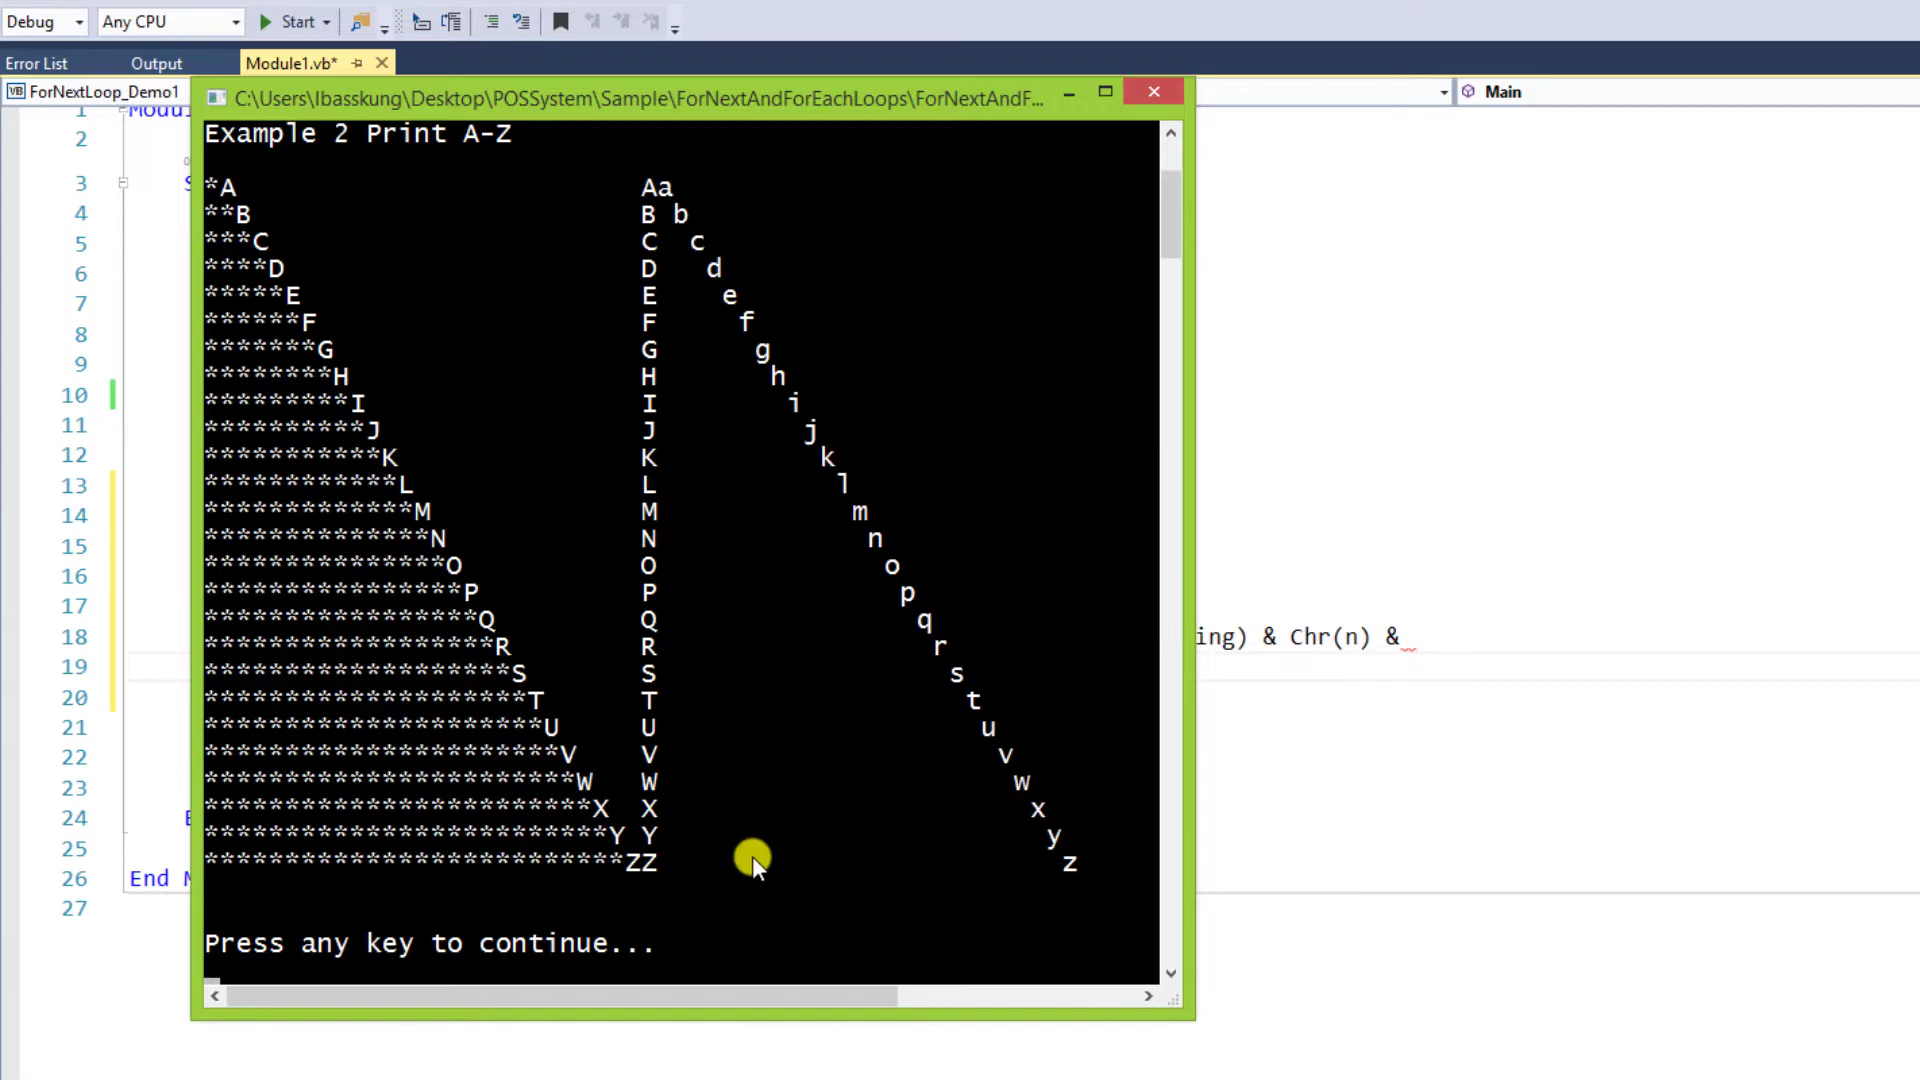 Debug Any CPU Start
Error List Output Module1.vb*
ForNextLoop_Demo1 Main
C:\Users\Ibasskung\Desktop\POSSystem\Sample\ForNextAndForEachLoops\ForNextAndF...
1
2
3
4
5
6
7
8
9
10
11
12
13
14
15
16
17
18 ing) & Chr(n) &
19
20
21
22
23
24
25
26 End
27
Example 2 Print A-Z
*A Aa
**B B b
***C C c
****D D d
*****E E e
******F F f
*******G G g
********H H h
*********I I i
**********J J j
***********K K k
************L L l
*************M M m
**************N N n
***************O O o
****************P P p
*****************Q Q q
******************R R r
*******************S S s
********************T T t
*********************U U u
**********************V V v
***********************W W w
************************X X x
*************************Y Y y
**************************ZZ z
Press any key to continue...